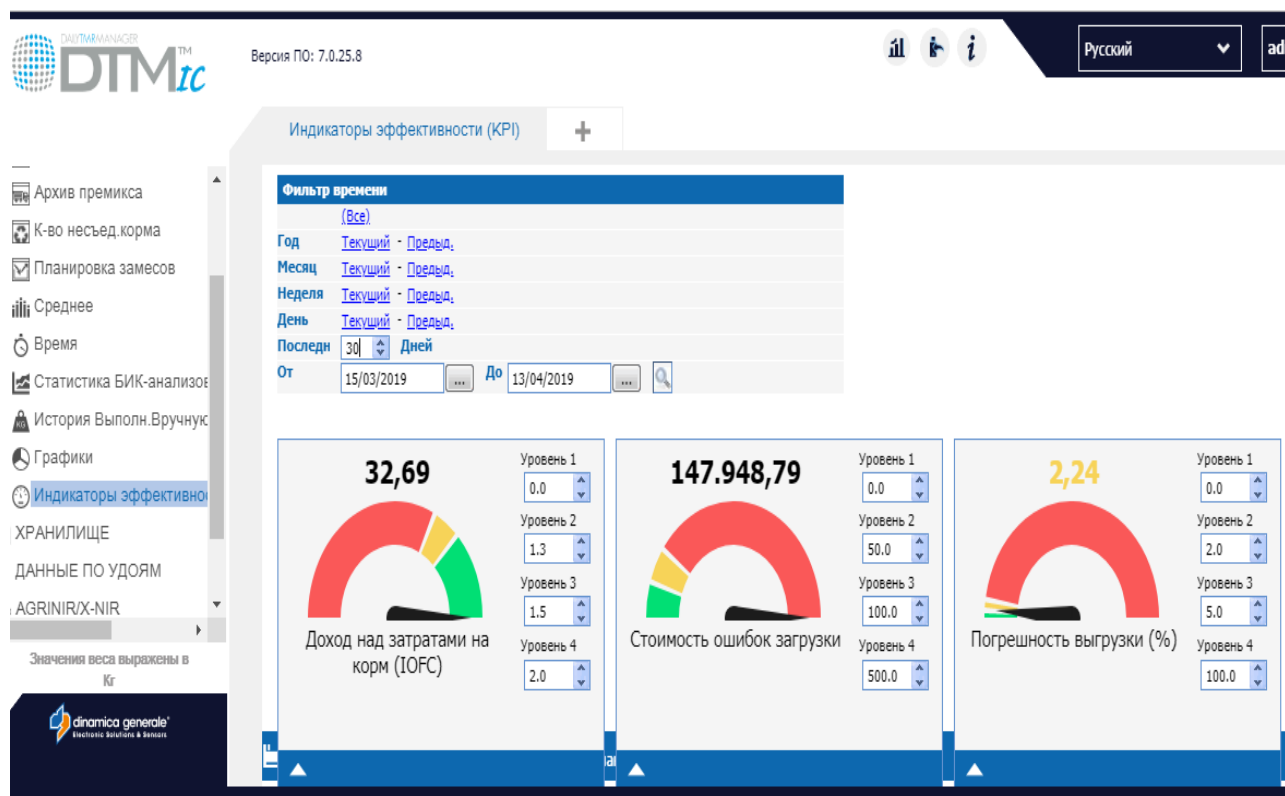 DAILYTMRMANAGER
DTMIC™
Версия ПО: 7.0.25.8
Русский
ad
Индикаторы эффективности (KPI)
+
Архив премикса
К-во несъед.корма
Планировка замесов
Среднее
Время
Статистика БИК-анализов
История Выполн.Вручную
Графики
Индикаторы эффективно
ХРАНИЛИЩЕ
ДАННЫЕ ПО УДОЯМ
AGRINIR/X-NIR
Значения веса выражены в
Кг
dinamica generale®
Electronic Solutions & Sensors
Фильтр времени
(Все)
Год Текущий - Предыд.
Месяц Текущий - Предыд.
Неделя Текущий - Предыд.
День Текущий - Предыд.
Последн 30 Дней
От 15/03/2019 ... До 13/04/2019 ...
32,69
Уровень 1
0.0
Уровень 2
1.3
Уровень 3
1.5
Уровень 4
2.0
Доход над затратами на
корм (IOFC)
147.948,79
Уровень 1
0.0
Уровень 2
50.0
Уровень 3
100.0
Уровень 4
500.0
Стоимость ошибок загрузки
2,24
Уровень 1
0.0
Уровень 2
2.0
Уровень 3
5.0
Уровень 4
100.0
Погрешность выгрузки (%)